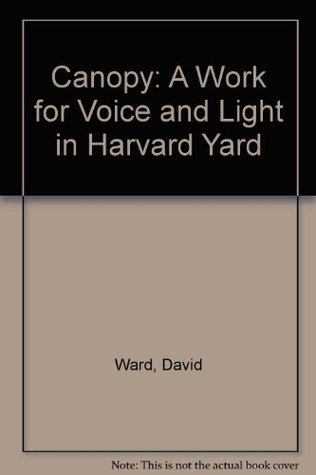 Canopy: A Work
for Voice and Light
in Harvard Yard
Ward, David
Note: This is not the actual book cover